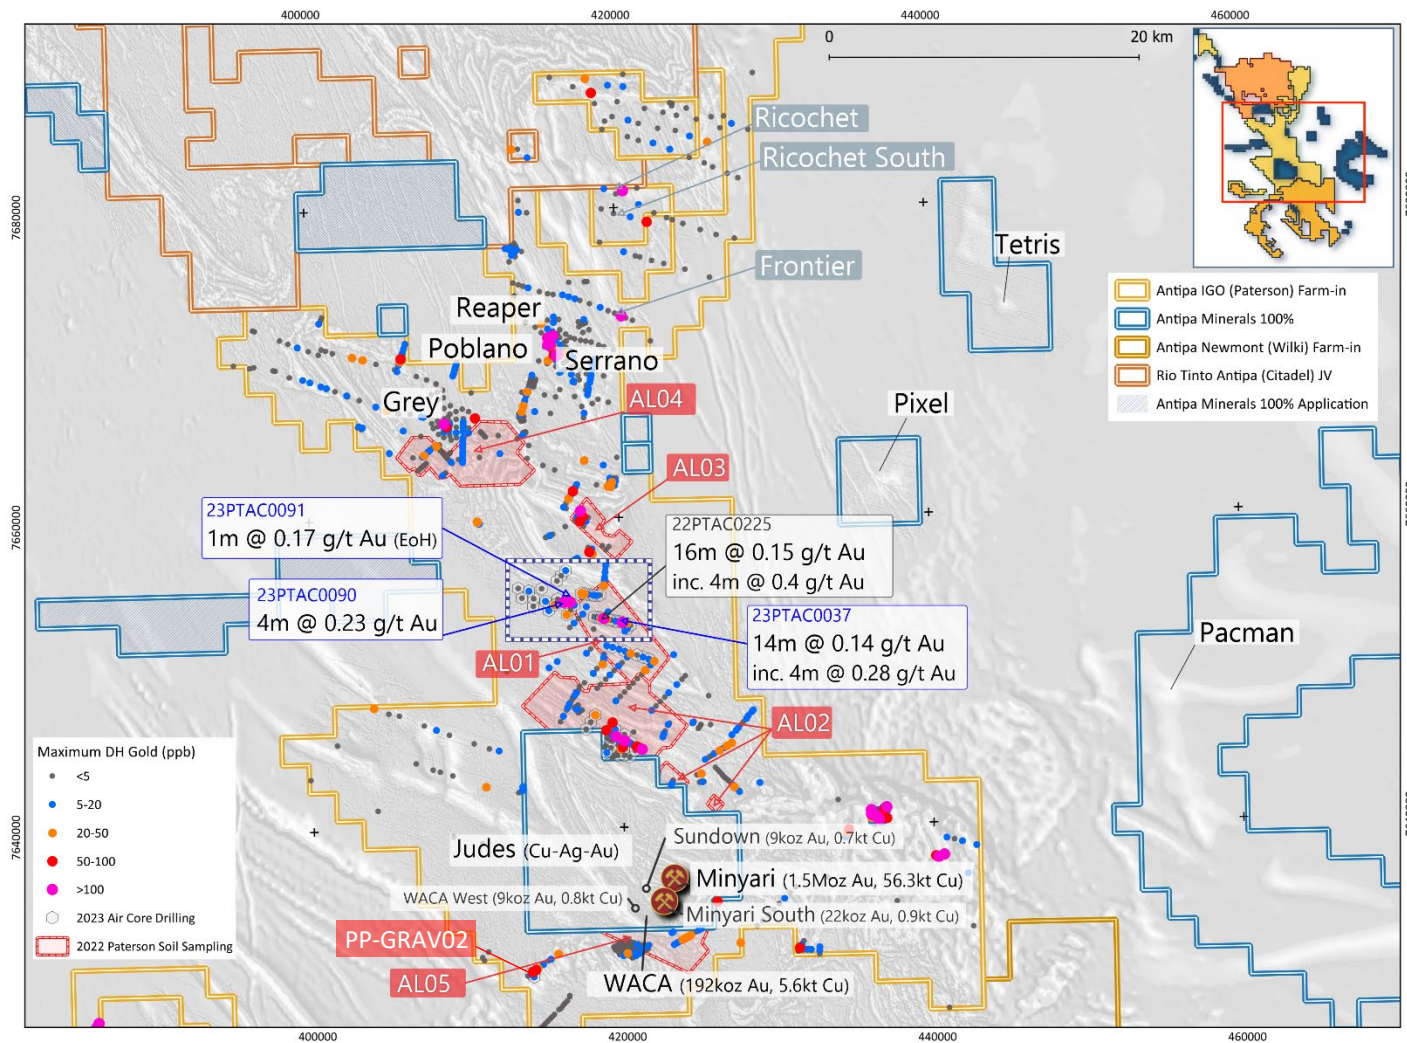 400000
420000
440000
460000
0
20 km
Ricochet
Ricochet South
7680000
Tetris
Frontier
Antipa IGO (Paterson) Farm-in
Antipa Minerals 100%
Antipa Newmont (Wilki) Farm-in
Rio Tinto Antipa (Citadel) JV
Antipa Minerals 100% Application
Reaper
Poblano
Serrano
Grey
AL04
Pixel
AL03
7660000
23PTAC0091
1m @ 0.17 g/t Au (EoH)
22PTAC0225
16m @ 0.15 g/t Au
inc. 4m @ 0.4 g/t Au
23PTAC0090
4m @ 0.23 g/t Au
23PTAC0037
14m @ 0.14 g/t Au
inc. 4m @ 0.28 g/t Au
Pacman
AL01
AL02
Maximum DH Gold (ppb)
<5
5-20
20-50
50-100
>100
2023 Air Core Drilling
2022 Paterson Soil Sampling
7640000
Sundown (9koz Au, 0.7kt Cu)
Judes (Cu-Ag-Au)
Minyari (1.5Moz Au, 56.3kt Cu)
WACA West (9koz Au, 0.8kt Cu)
Minyari South (22koz Au, 0.9kt Cu)
PP-GRAV02
AL05
WACA (192koz Au, 5.6kt Cu)
400000
420000
440000
460000